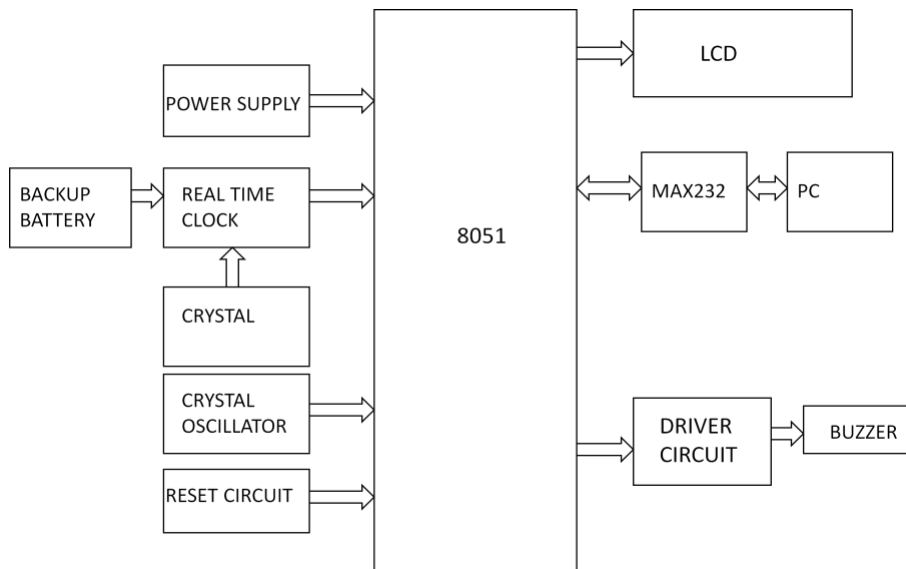 LCD
POWER SUPPLY
BACKUP
BATTERY
REAL TIME
CLOCK
8051
MAX232
PC
CRYSTAL
CRYSTAL
OSCILLATOR
DRIVER
CIRCUIT
BUZZER
RESET CIRCUIT